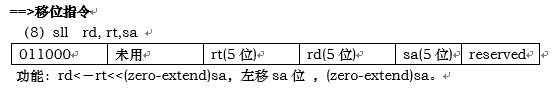 ==>移位指令
（8）sll rd, rt,sa
011000 未用 rt(5 位) rd(5 位) sa(5 位) reserved
功能：rd<－rt<<(zero-extend)sa，左移 sa 位 ，(zero-extend)sa。